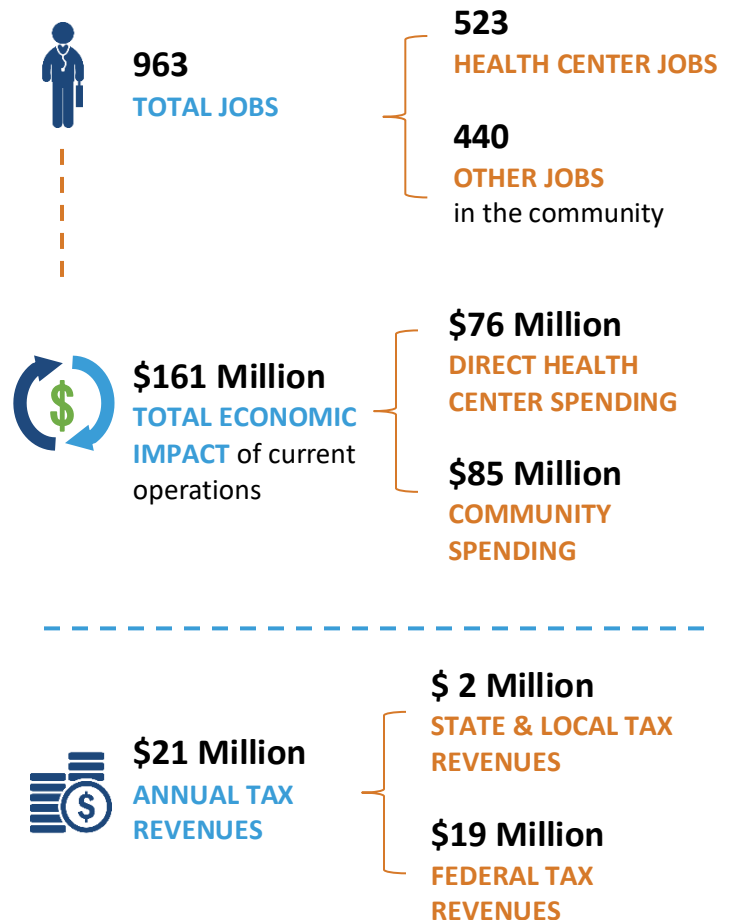 963
TOTAL JOBS
523
HEALTH CENTER JOBS
440
OTHER JOBS
in the community
$161 Million
TOTAL ECONOMIC
IMPACT of current
operations
$76 Million
DIRECT HEALTH
CENTER SPENDING
$85 Million
COMMUNITY
SPENDING
$21 Million
ANNUAL TAX
REVENUES
$ 2 Million
STATE & LOCAL TAX
REVENUES
$19 Million
FEDERAL TAX
REVENUES
$
$